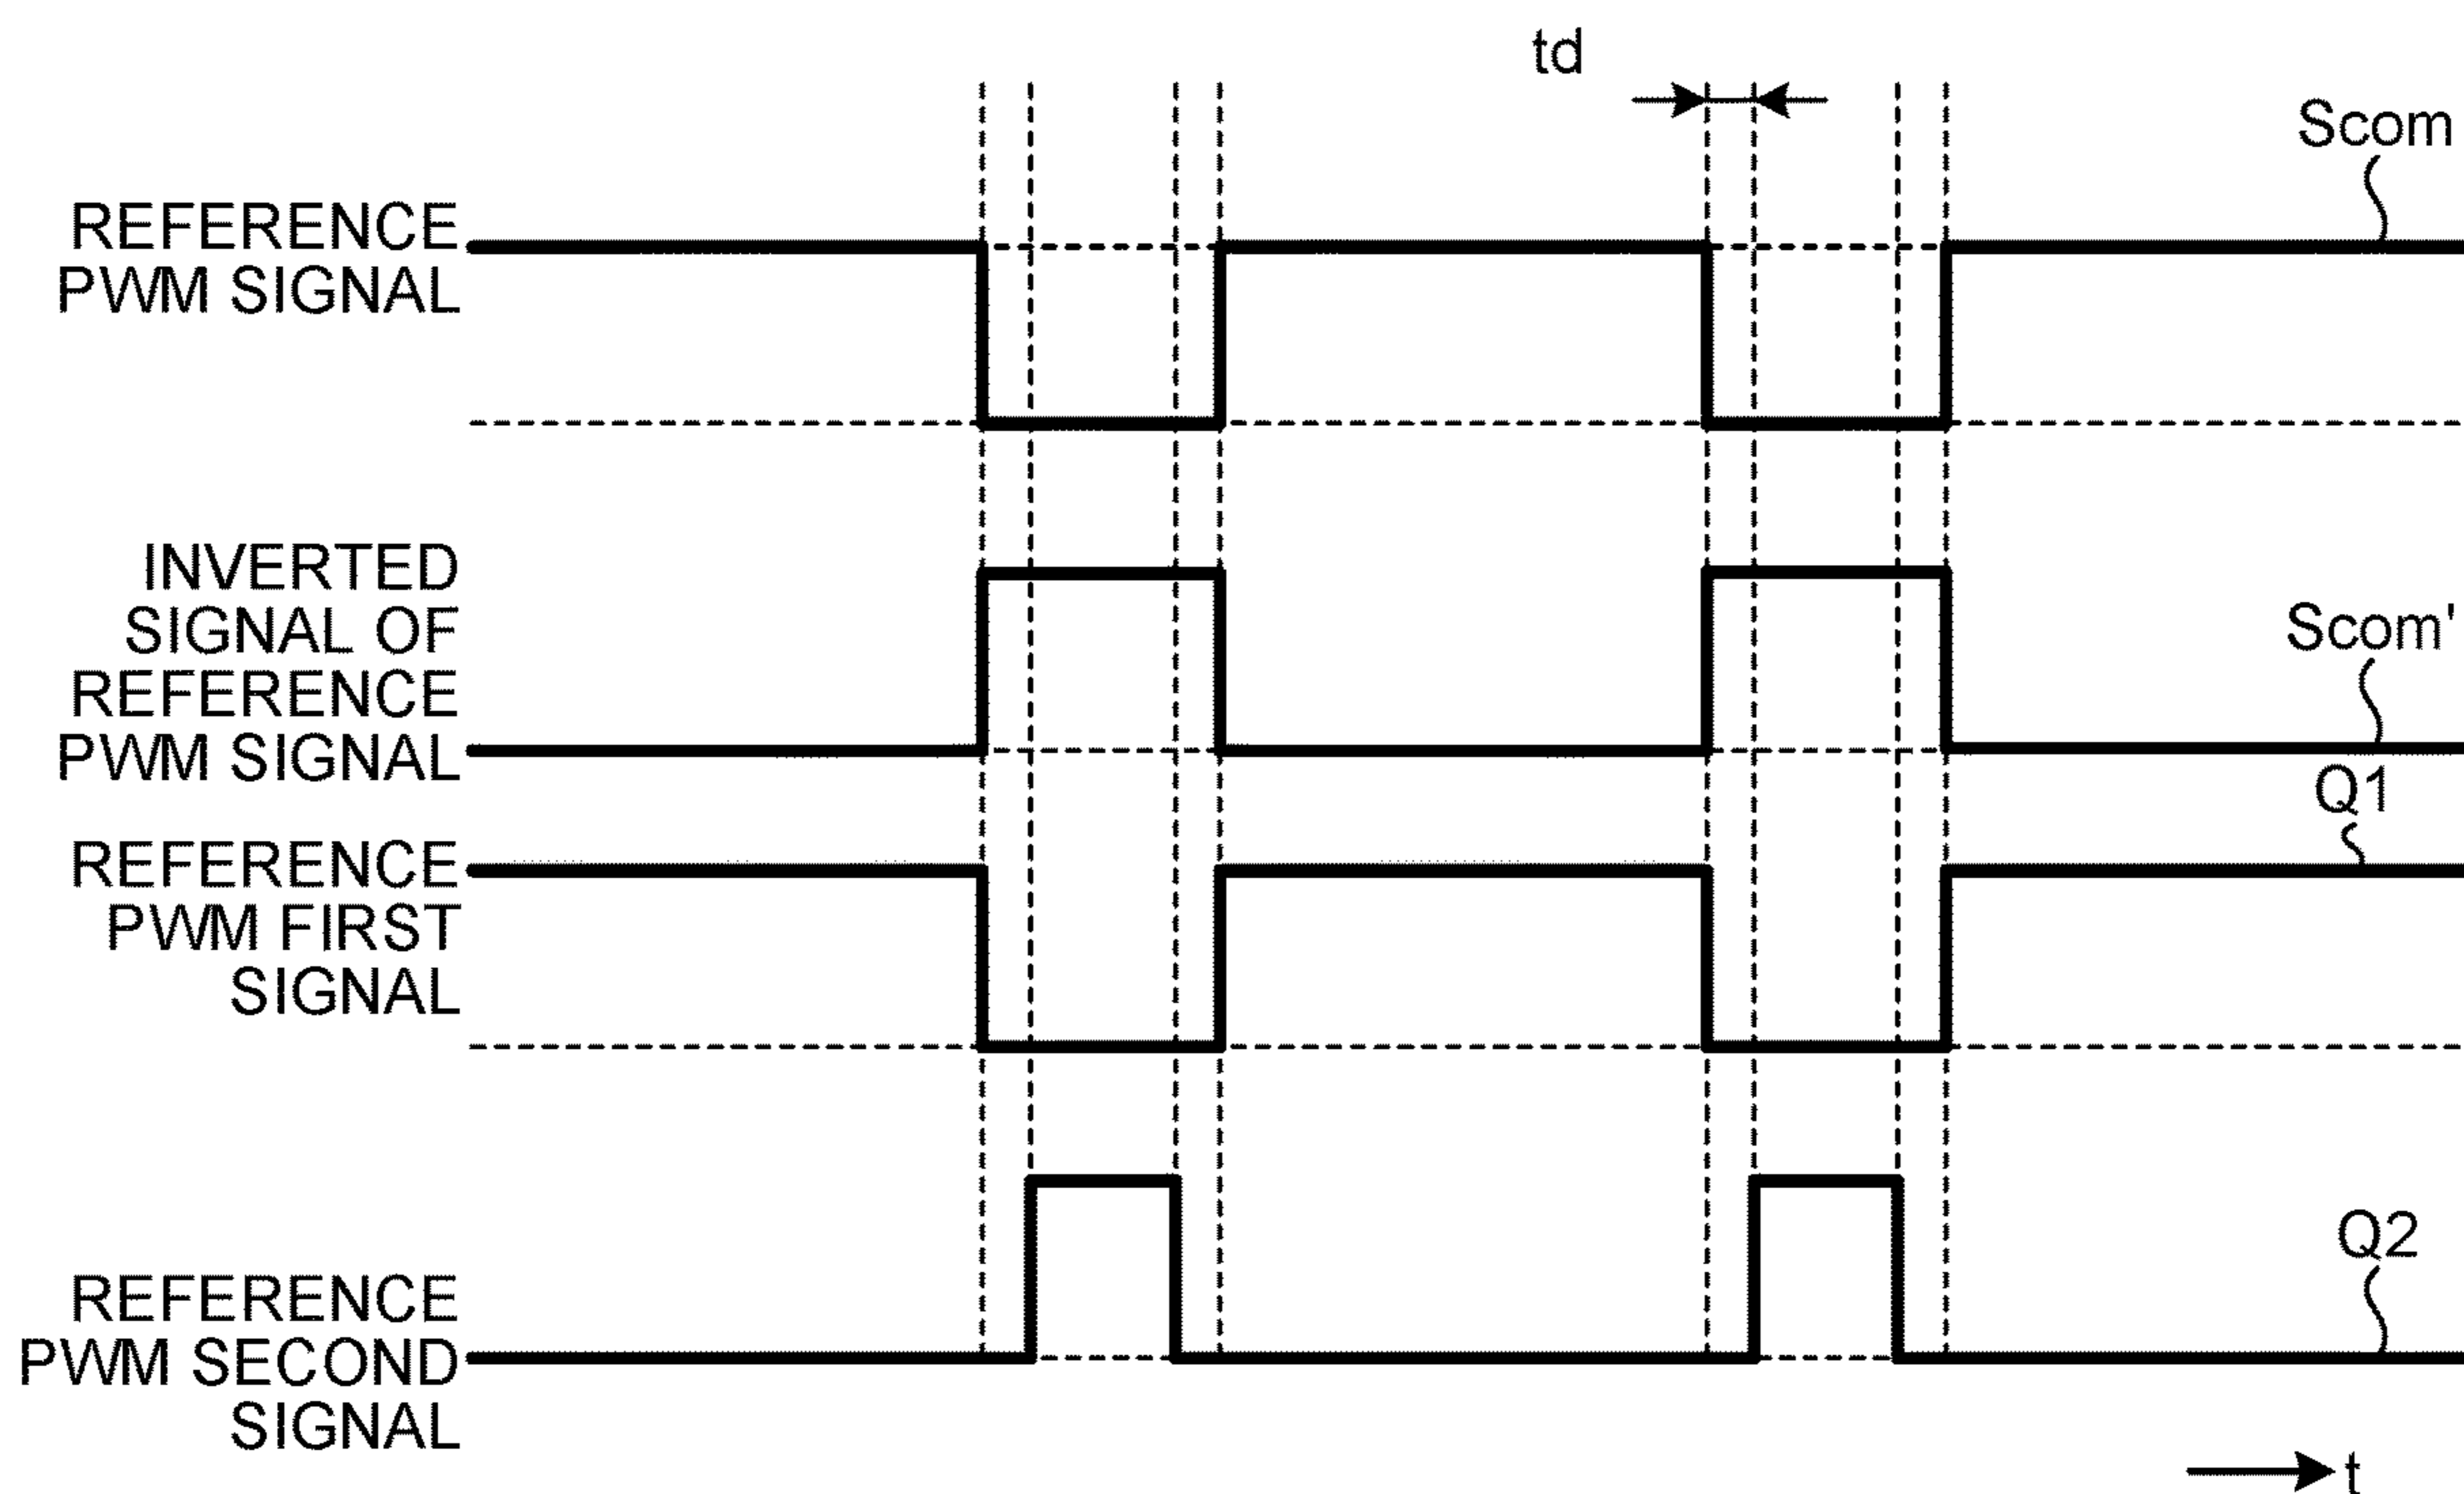 td
Scom
REFERENCE
PWM SIGNAL
INVERTED
SIGNAL OF
REFERENCE
PWM SIGNAL
Scom'
Q1
REFERENCE
PWM FIRST
SIGNAL
Q2
REFERENCE
PWM SECOND
SIGNAL
t